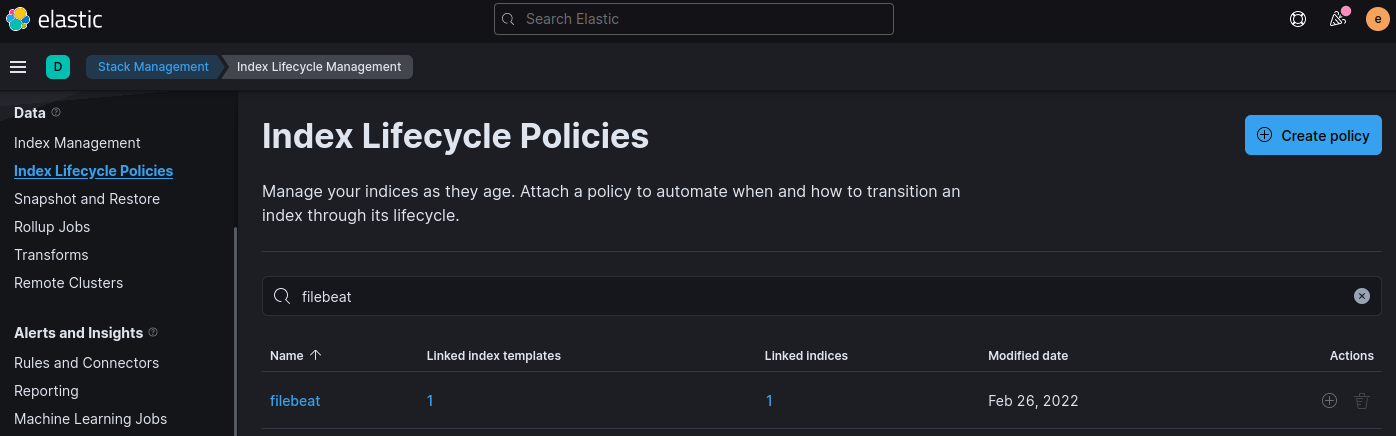 elastic
Search Elastic
e
D
Stack Management
Index Lifecycle Management
Data
Index Management
Index Lifecycle Policies
Snapshot and Restore
Rollup Jobs
Transforms
Remote Clusters
Alerts and Insights
Rules and Connectors
Reporting
Machine Learning Jobs
Index Lifecycle Policies
Create policy
Manage your indices as they age. Attach a policy to automate when and how to transition an
index through its lifecycle.
filebeat
Name Linked index templates Linked indices Modified date Actions
filebeat 1 1 Feb 26, 2022